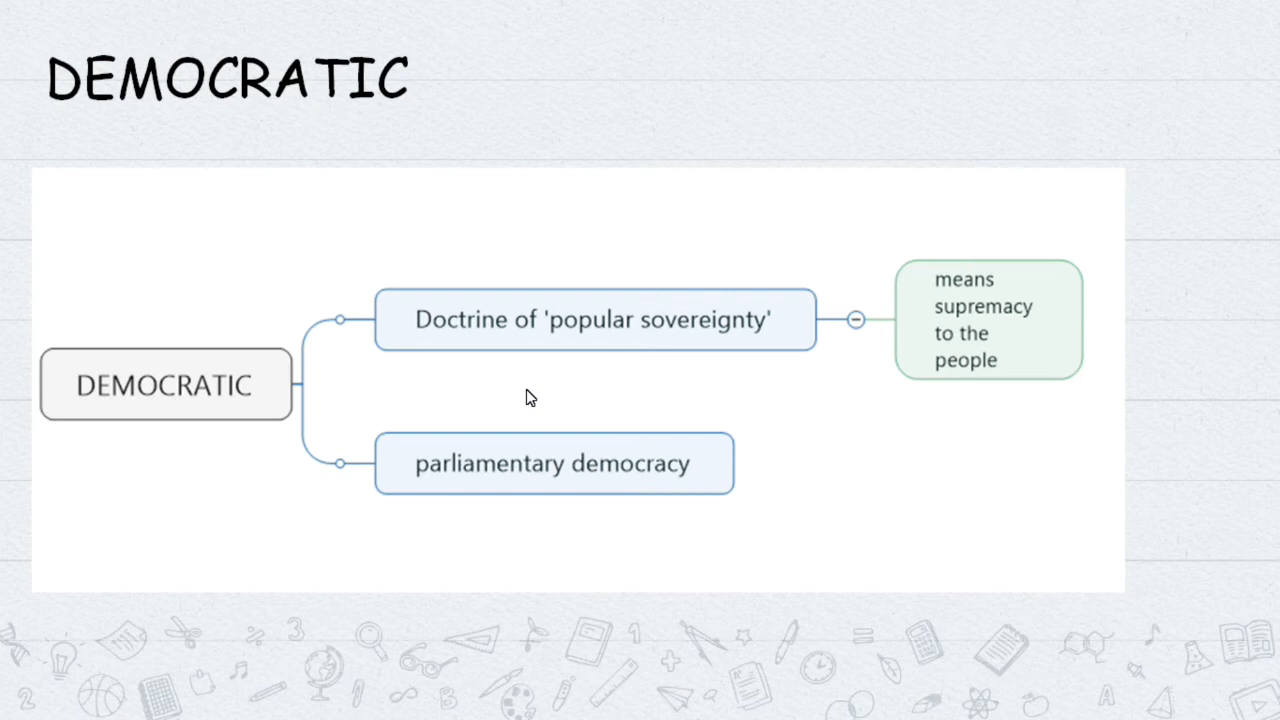 DEMOCRATIC
DEMOCRATIC
Doctrine of 'popular sovereignty'
means
supremacy
to the
people
parliamentary democracy